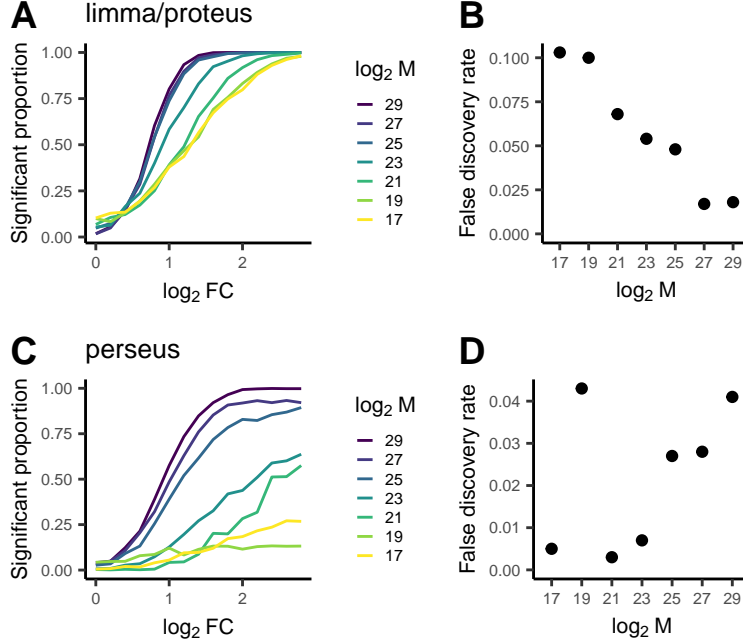 A limma/proteus
Significant proportion
1.00
0.75
0.50
0.25
0.00
0 1 2
log2 FC
log2 M
29
27
25
23
21
19
17
B
False discovery rate
0.100
0.075
0.050
0.025
0.000
17 19 21 23 25 27 29
log2 M
C perseus
Significant proportion
1.00
0.75
0.50
0.25
0.00
0 1 2
log2 FC
log2 M
29
27
25
23
21
19
17
D
False discovery rate
0.04
0.03
0.02
0.01
0.00
17 19 21 23 25 27 29
log2 M